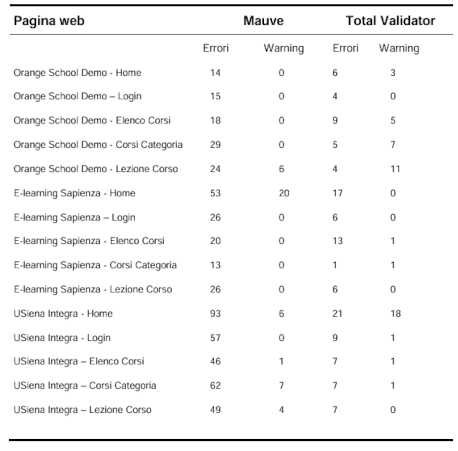 Pagina web Mauve Total Validator
Errori Warning Errori Warning
Orange School Demo - Home 14 0 6 3
Orange School Demo – Login 15 0 4 0
Orange School Demo - Elenco Corsi 18 0 9 5
Orange School Demo - Corsi Categoria 29 0 5 7
Orange School Demo - Lezione Corso 24 6 4 11
E-learning Sapienza - Home 53 20 17 0
E-learning Sapienza – Login 26 0 6 0
E-learning Sapienza - Elenco Corsi 20 0 13 1
E-learning Sapienza - Corsi Categoria 13 0 1 1
E-learning Sapienza - Lezione Corso 26 0 6 0
USiena Integra - Home 93 6 21 18
USiena Integra - Login 57 0 9 1
USiena Integra – Elenco Corsi 46 1 7 1
USiena Integra – Corsi Categoria 62 7 7 1
USiena Integra – Lezione Corso 49 4 7 0